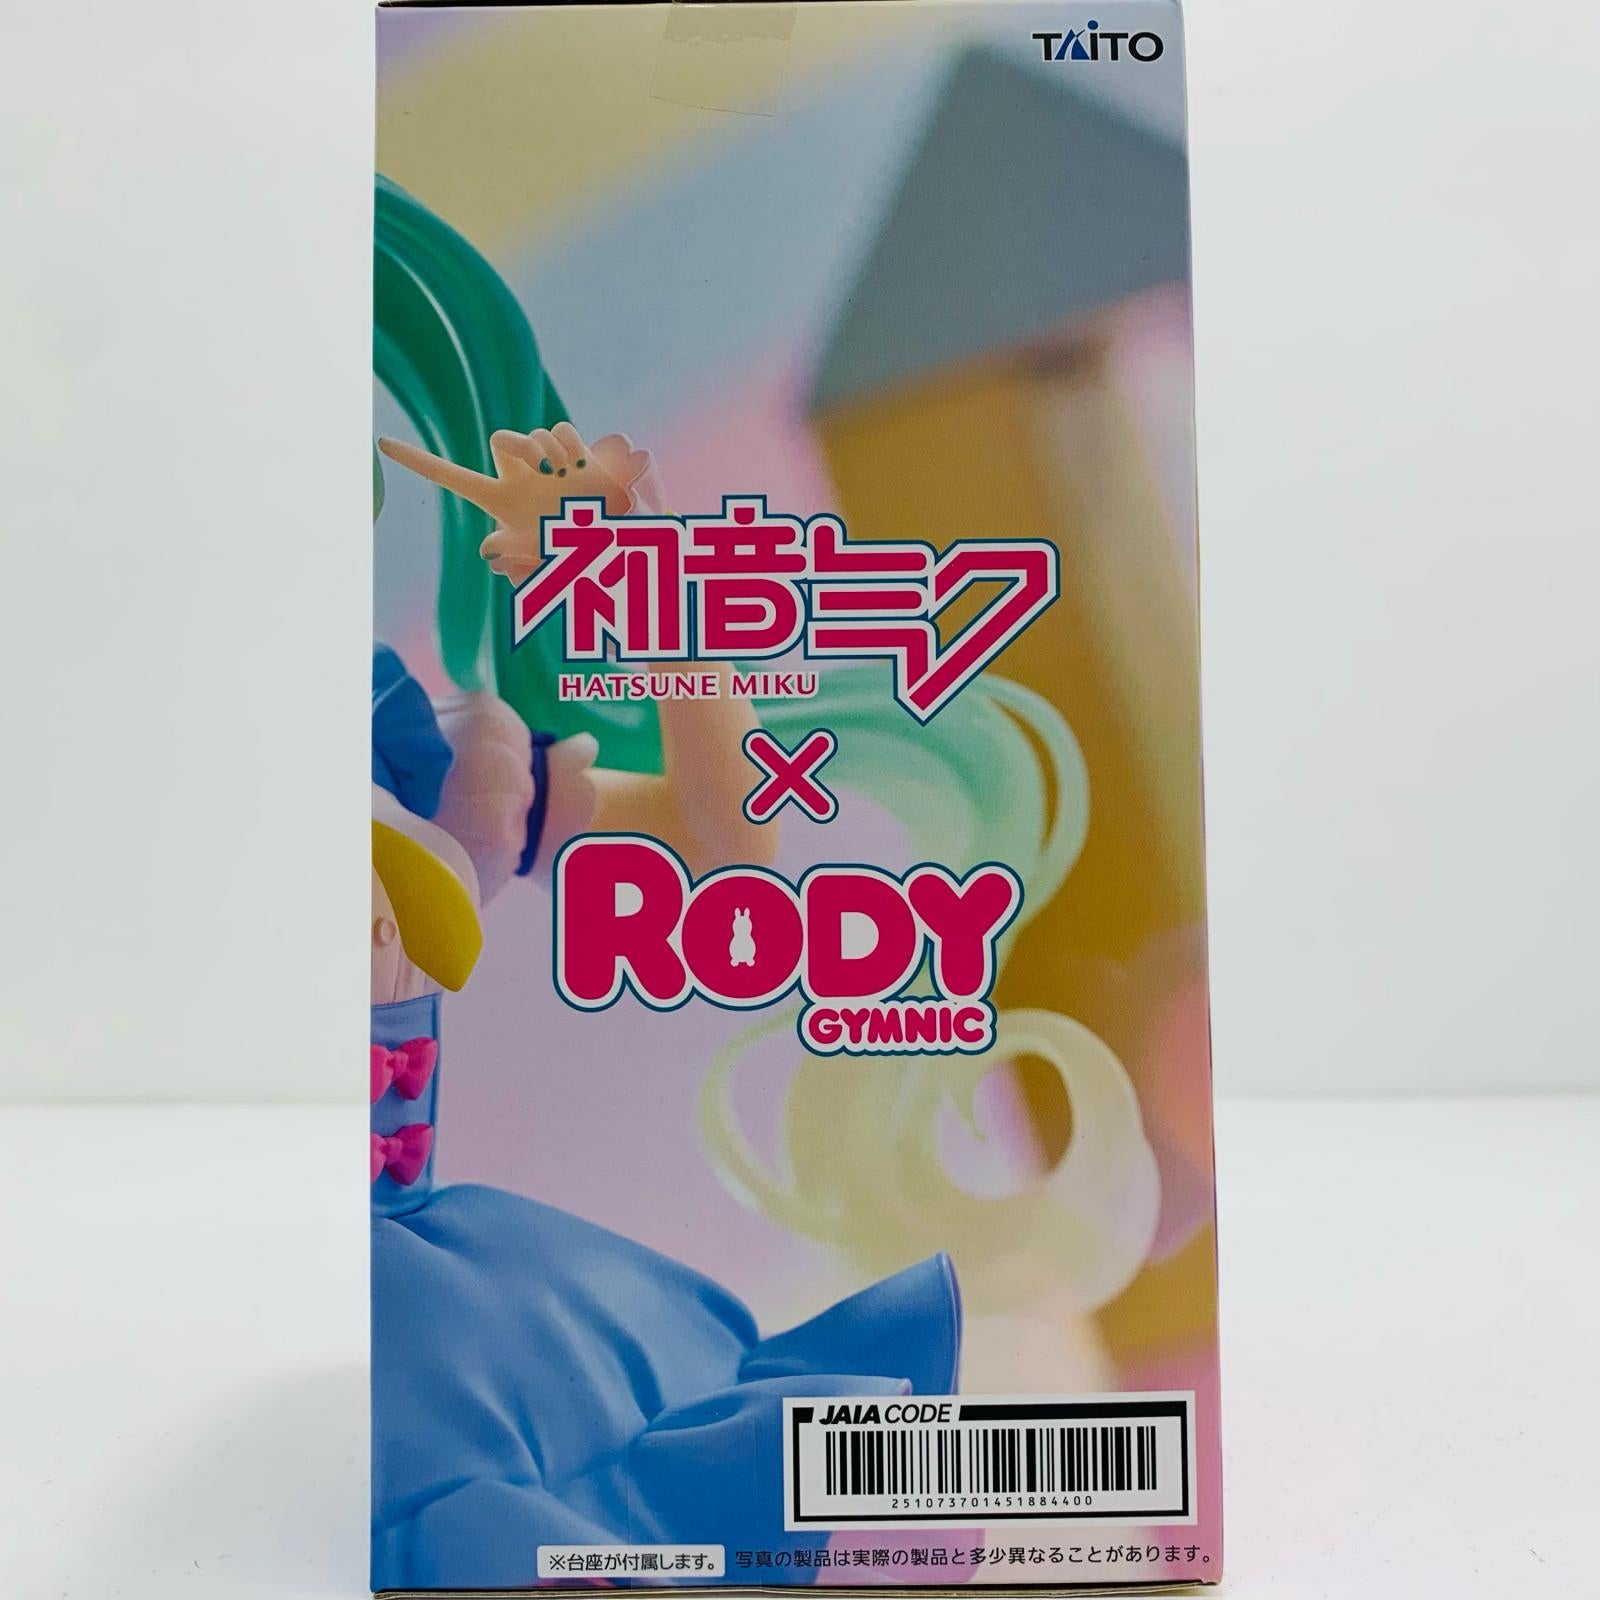 TAITO
初音ミク
HATSUNE MIKU
×
RODY
GYMNIC
JAIA CODE
2510737014518844400
※台座が付属します。 写真の製品は実際の製品と多少異なることがあります。